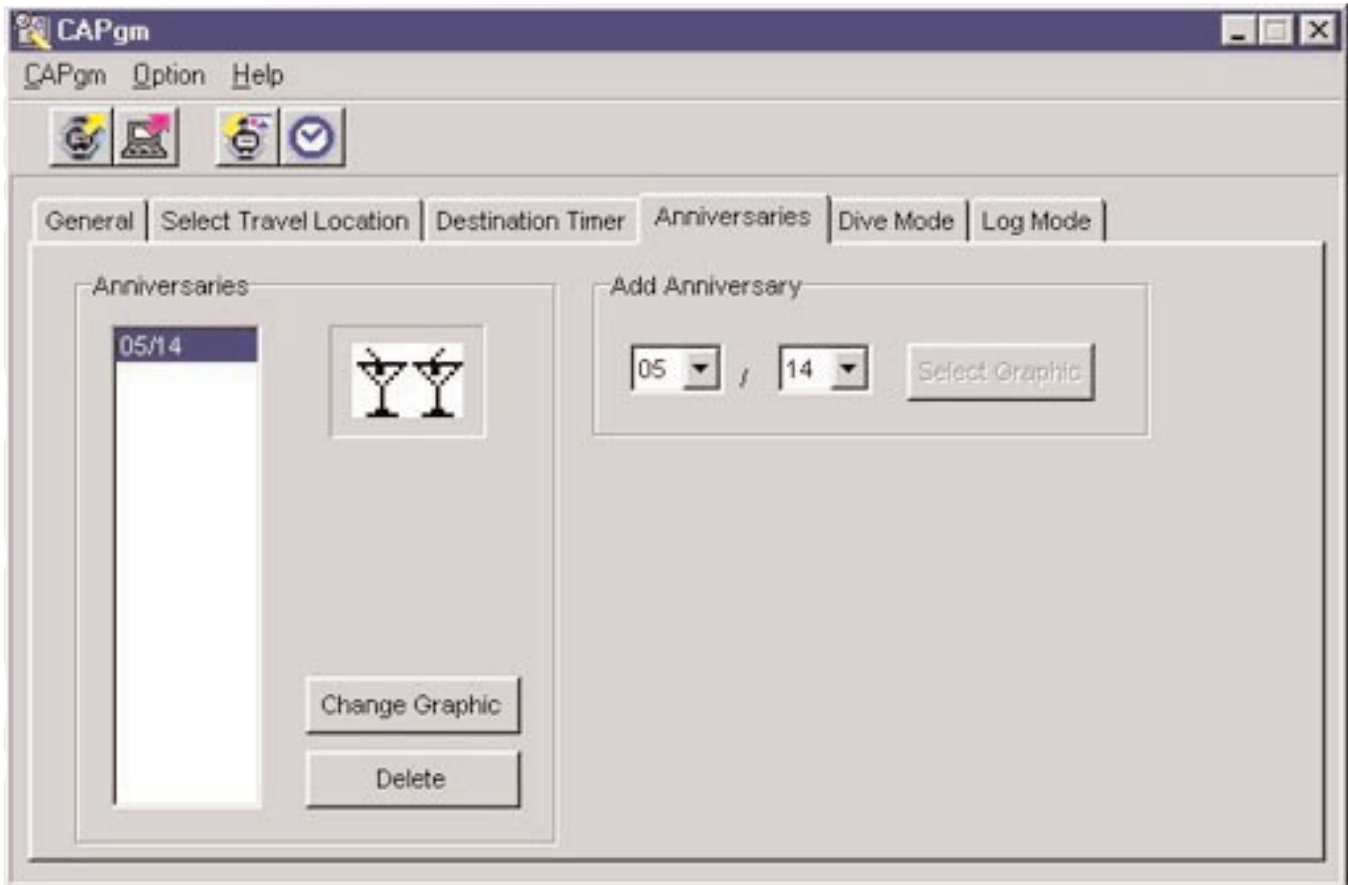 CAPgm
CAPgm Option Help
General Select Travel Location Destination Timer Anniversaries Dive Mode Log Mode
Anniversaries
05/14
Change Graphic
Delete
Add Anniversary
05 / 14 Select Graphic